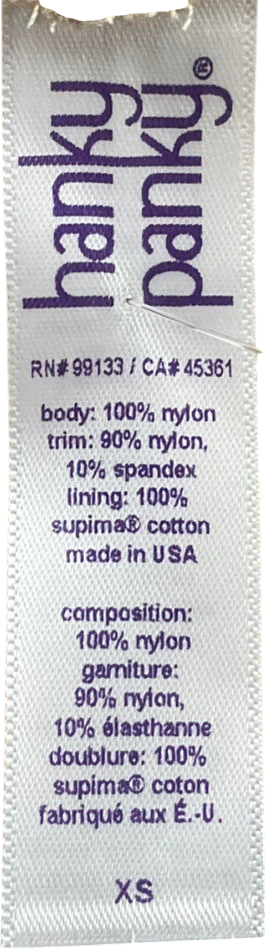 hanky
panky®
RN# 99133 / CA# 45361
body: 100% nylon
trim: 90% nylon,
10% spandex
lining: 100%
supima® cotton
made in USA
composition:
100% nylon
garniture:
90% nylon,
10% élasthanne
doublure: 100%
supima® coton
fabriqué aux É.-U.
XS